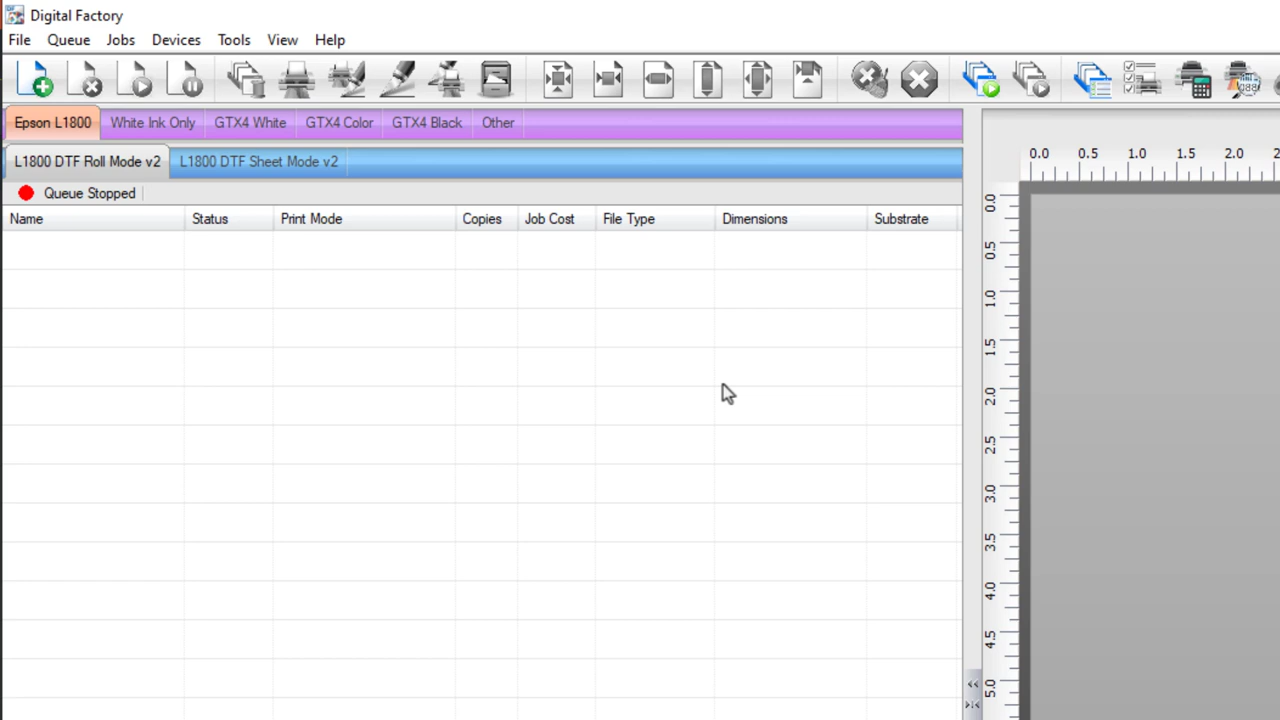 Digital Factory
File Queue Jobs Devices Tools View Help
Epson L1800 White Ink Only GTX4 White GTX4 Color GTX4 Black Other
L1800 DTF Roll Mode v2 L1800 DTF Sheet Mode v2
Queue Stopped
Name Status Print Mode Copies Job Cost File Type Dimensions Substrate
0.0 0.5 1.0 1.5 2.0 2
0.0
0.5
1.0
1.5
2.0
2.5
3.0
3.5
4.0
4.5
5.0